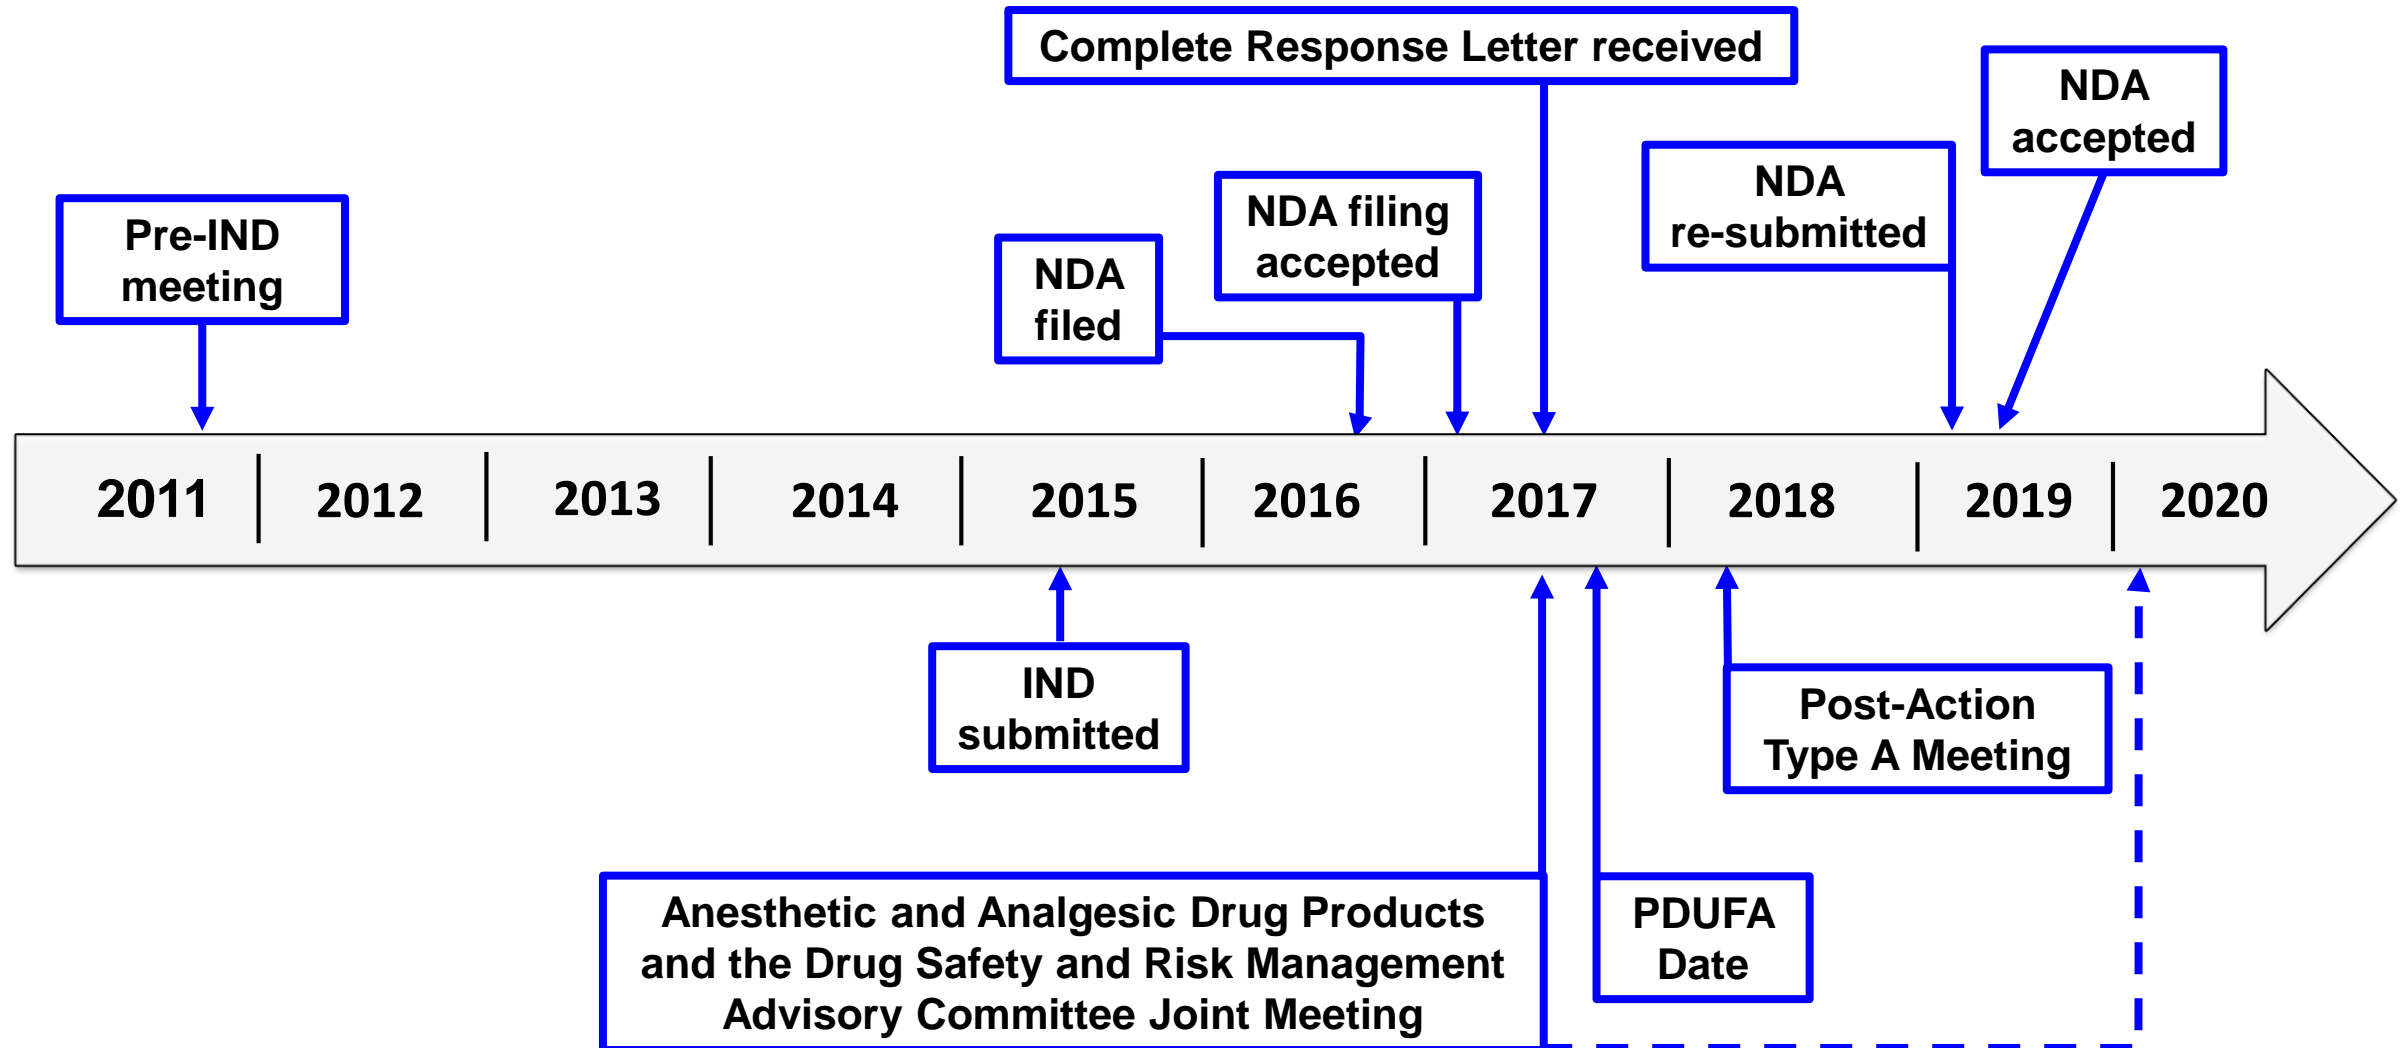 Complete Response Letter received
NDA
accepted
NDA
re-submitted
NDA filing
accepted
Pre-IND
meeting
NDA
filed
2011
2012
2013
2014
2015
2016
2017
2018
2019
2020
IND
submitted
Post-Action
Type A Meeting
Anesthetic and Analgesic Drug Products
and the Drug Safety and Risk Management
Advisory Committee Joint Meeting
PDUFA
Date